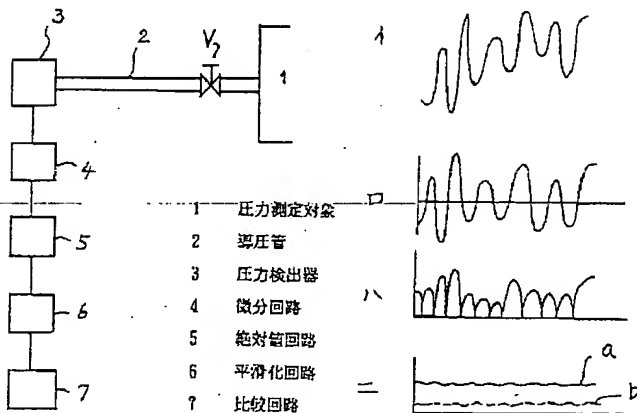 3
2
V7
1
4
5
6
7
1 圧力測定対象
2 導圧管
3 圧力検出器
4 微分回路
5 絶対値回路
6 平滑化回路
7 比較回路
イ
ロ
ハ
ニ
a
b